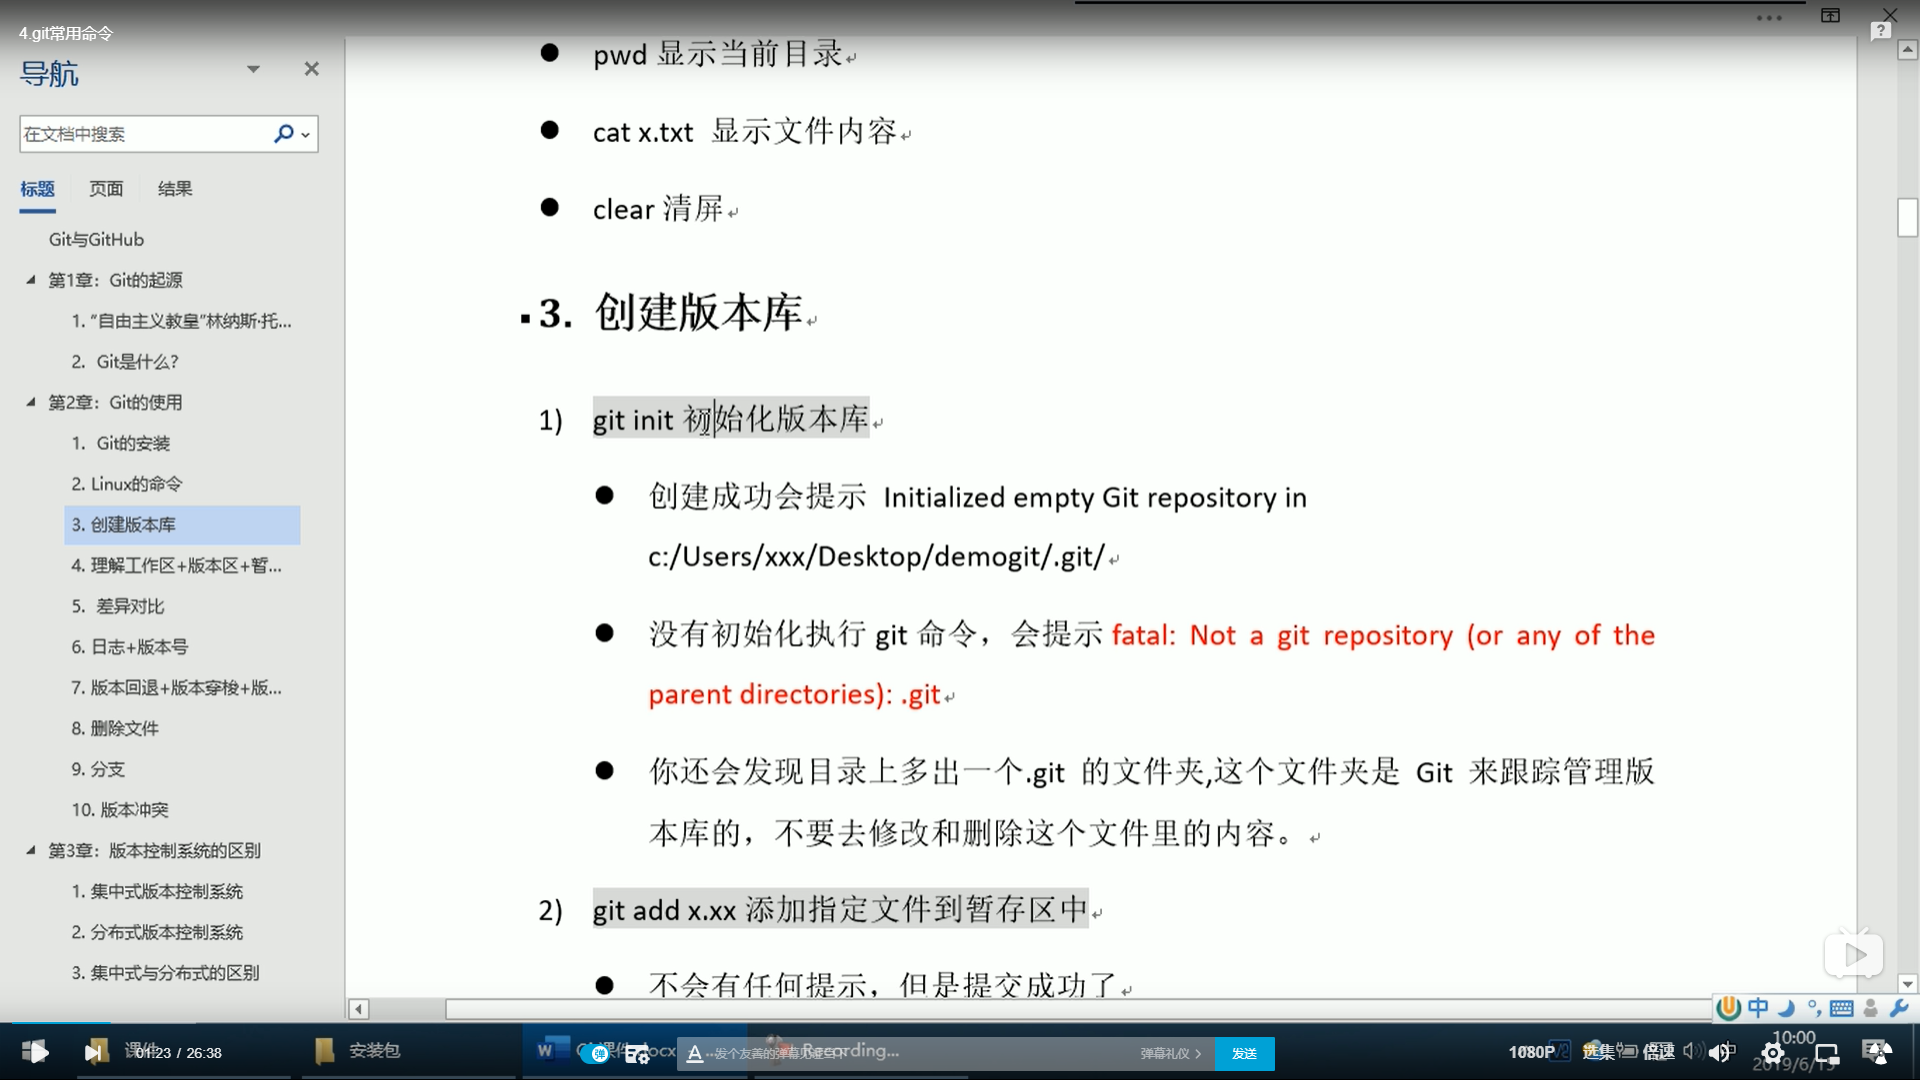 4.git常用命令
导航
在文档中搜索
标题 页面 结果
Git与GitHub
第1章：Git的起源
1. “自由主义教皇”林纳斯·托...
2. Git是什么?
第2章：Git的使用
1. Git的安装
2. Linux的命令
3. 创建版本库
4. 理解工作区+版本区+暂...
5. 差异对比
6. 日志+版本号
7. 版本回退+版本穿梭+版...
8. 删除文件
9. 分支
10. 版本冲突
第3章：版本控制系统的区别
1. 集中式版本控制系统
2. 分布式版本控制系统
3. 集中式与分布式的区别
pwd 显示当前目录
cat x.txt 显示文件内容
clear 清屏
3. 创建版本库
1) git init 初始化版本库
创建成功会提示 Initialized empty Git repository in
c:/Users/xxx/Desktop/demogit/.git/
没有初始化执行 git 命令，会提示 fatal: Not a git repository (or any of the
parent directories): .git
你还会发现目录上多出一个.git 的文件夹,这个文件夹是 Git 来跟踪管理版
本库的，不要去修改和删除这个文件里的内容。
2) git add x.xx 添加指定文件到暂存区中
不会有任何提示，但是提交成功了
中
01:23 / 26:38
安装包
弹
Recording...
弹幕礼仪
发送
1080P
选集
倍速
10:00